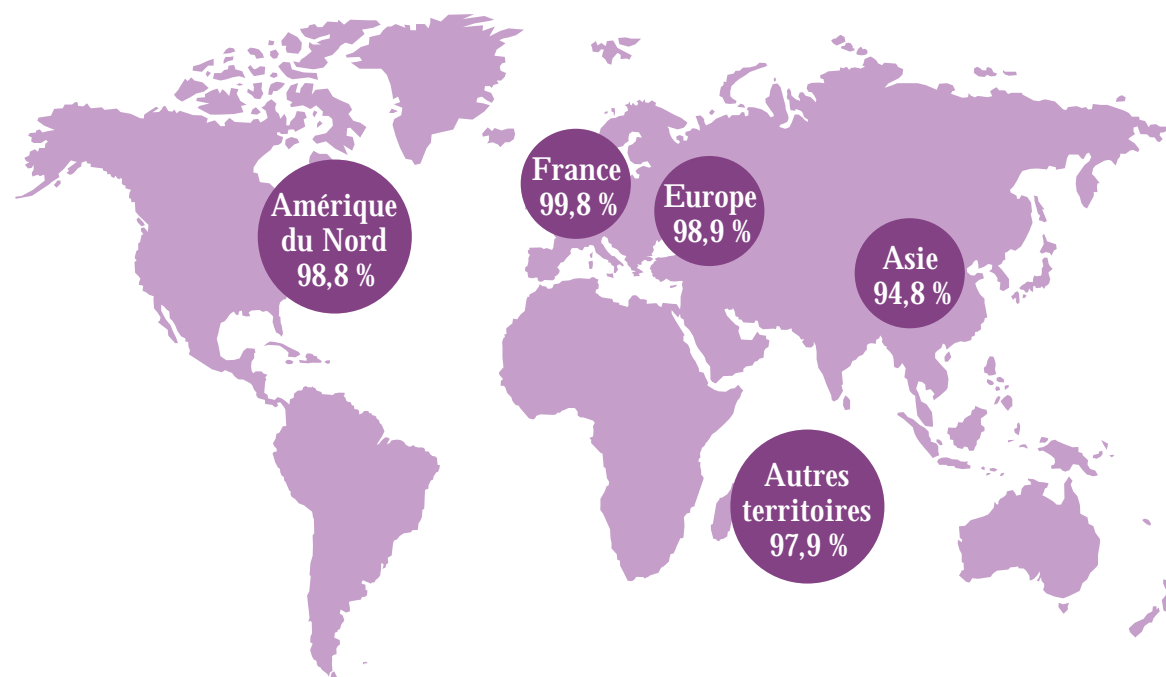 Amérique
du Nord
98,8 %
France
99,8 %
Europe
98,9 %
Asie
94,8 %
Autres
territoires
97,9 %